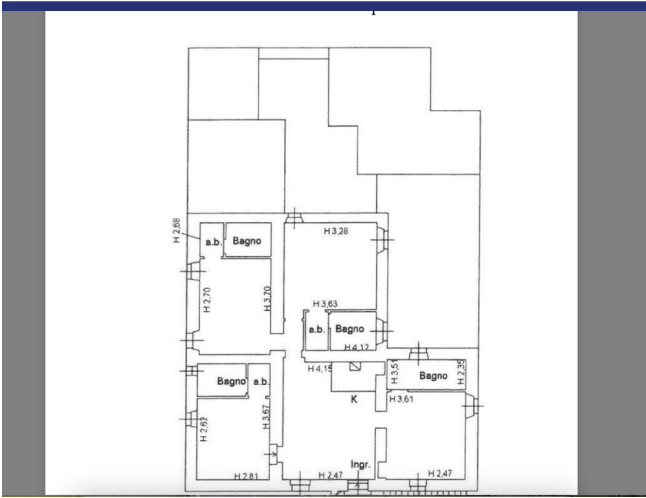 H 2,68
a.b. Bagno
H 3,28
H 2,70
H 3,70
H 3,63
a.b. Bagno
H 4,12
H 4,15
Bagno a.b.
H 3,51
Bagno
H 2,35
K
H 3,61
H 2,62
H 3,67
Ingr.
H 2,81
H 2,47
H 2,47